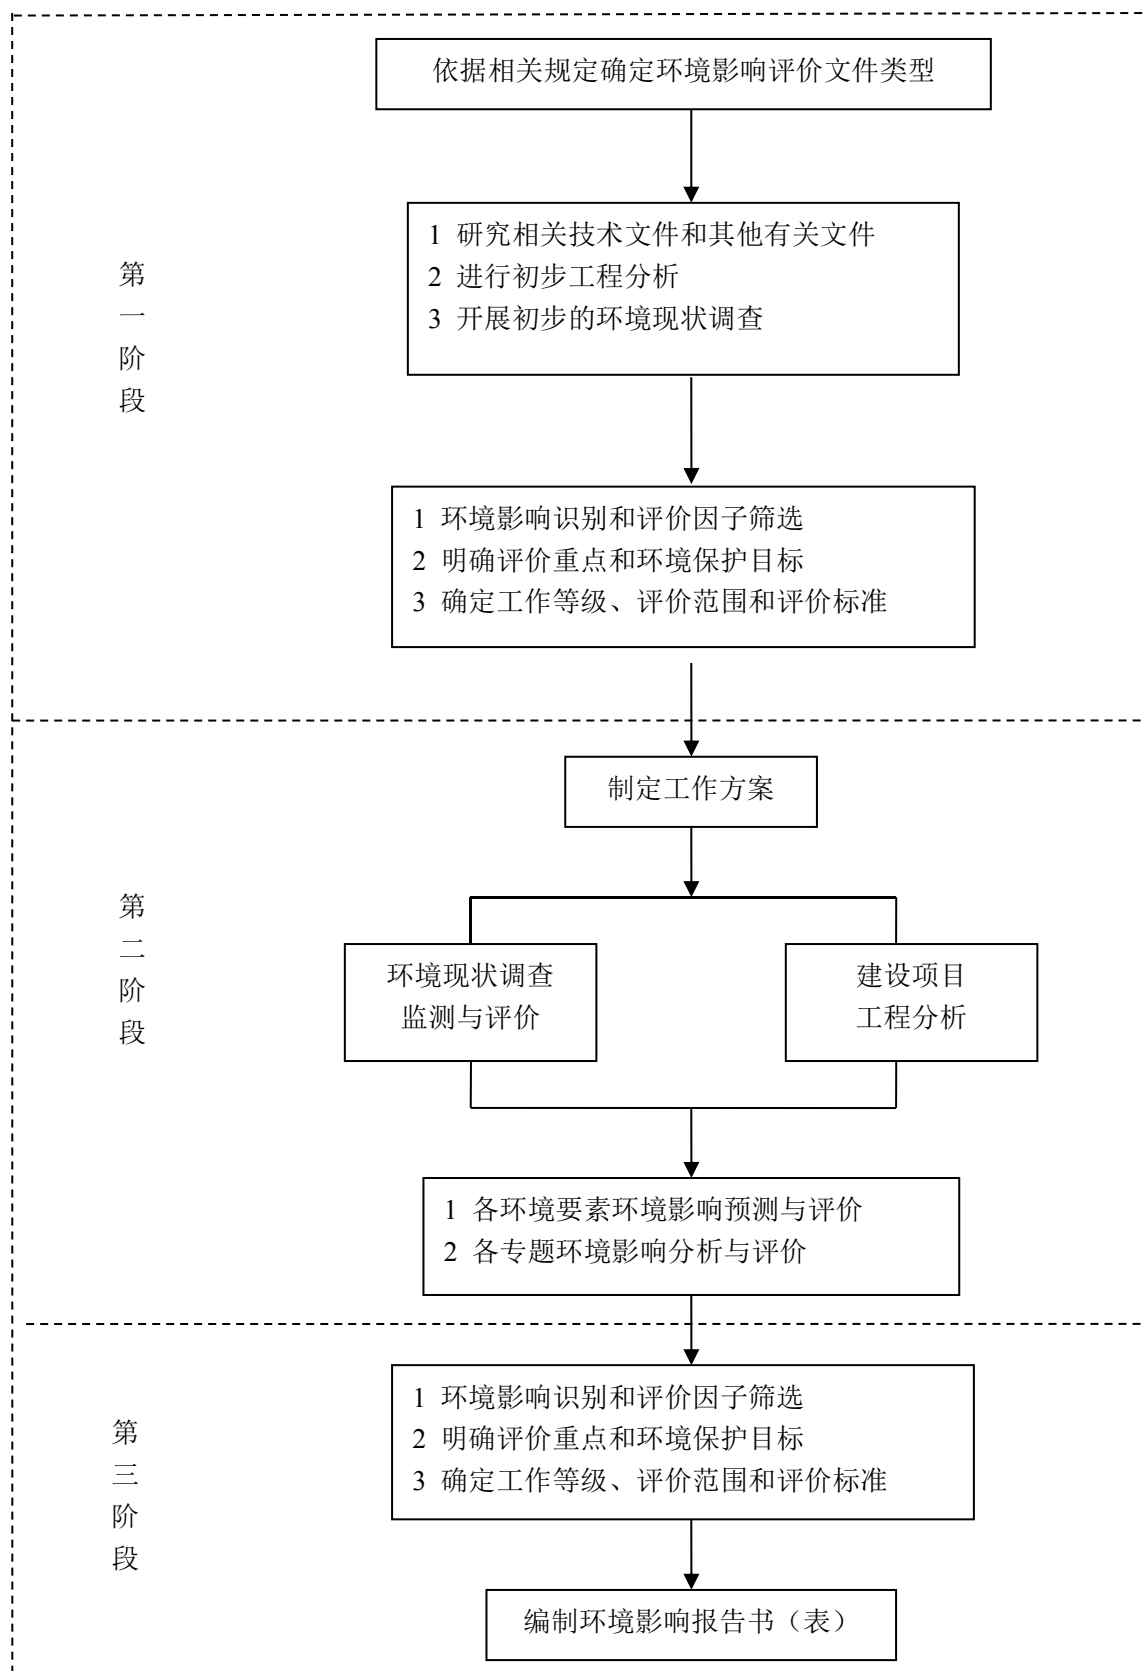 依据相关规定确定环境影响评价文件类型
第一阶段
1 研究相关技术文件和其他有关文件
2 进行初步工程分析
3 开展初步的环境现状调查
1 环境影响识别和评价因子筛选
2 明确评价重点和环境保护目标
3 确定工作等级、评价范围和评价标准
制定工作方案
第二阶段
环境现状调查
监测与评价
建设项目
工程分析
1 各环境要素环境影响预测与评价
2 各专题环境影响分析与评价
第三阶段
1 环境影响识别和评价因子筛选
2 明确评价重点和环境保护目标
3 确定工作等级、评价范围和评价标准
编制环境影响报告书（表）